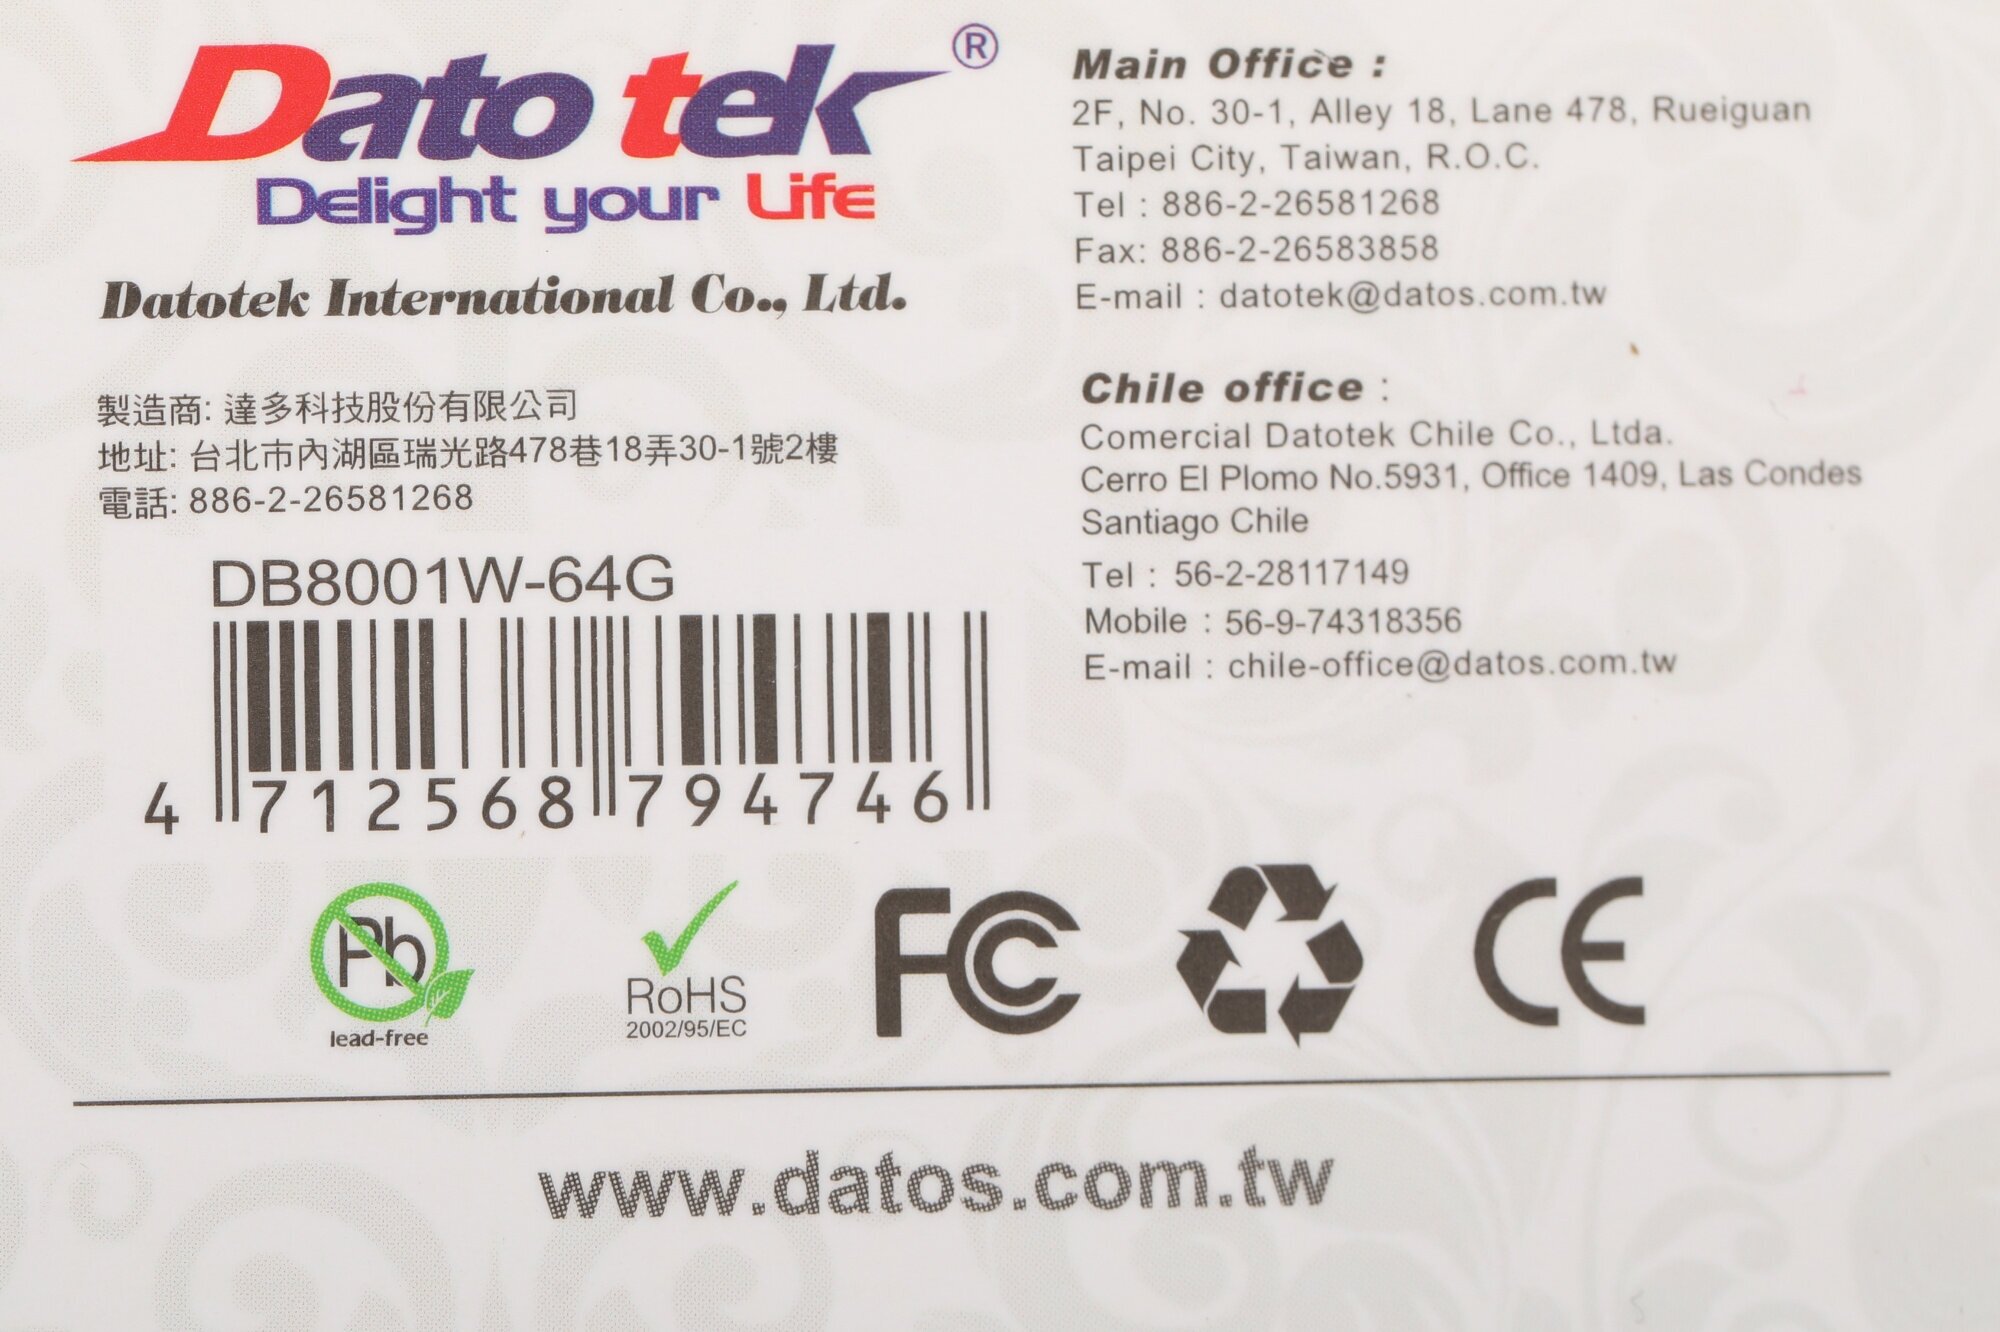 Datotek®
Delight your Life
Datotek International Co., Ltd.
製造商: 達多科技股份有限公司
地址: 台北市內湖區瑞光路478巷18弄30-1號2樓
電話: 886-2-26581268
DB8001W-64G
4 712568 794746
Main Office :
2F, No. 30-1, Alley 18, Lane 478, Rueiguan
Taipei City, Taiwan, R.O.C.
Tel : 886-2-26581268
Fax: 886-2-26583858
E-mail : datotek@datos.com.tw
Chile office :
Comercial Datotek Chile Co., Ltda.
Cerro El Plomo No.5931, Office 1409, Las Condes
Santiago Chile
Tel : 56-2-28117149
Mobile : 56-9-74318356
E-mail : chile-office@datos.com.tw
Pb
lead-free
RoHS
2002/95/EC
FC
CE
www.datos.com.tw